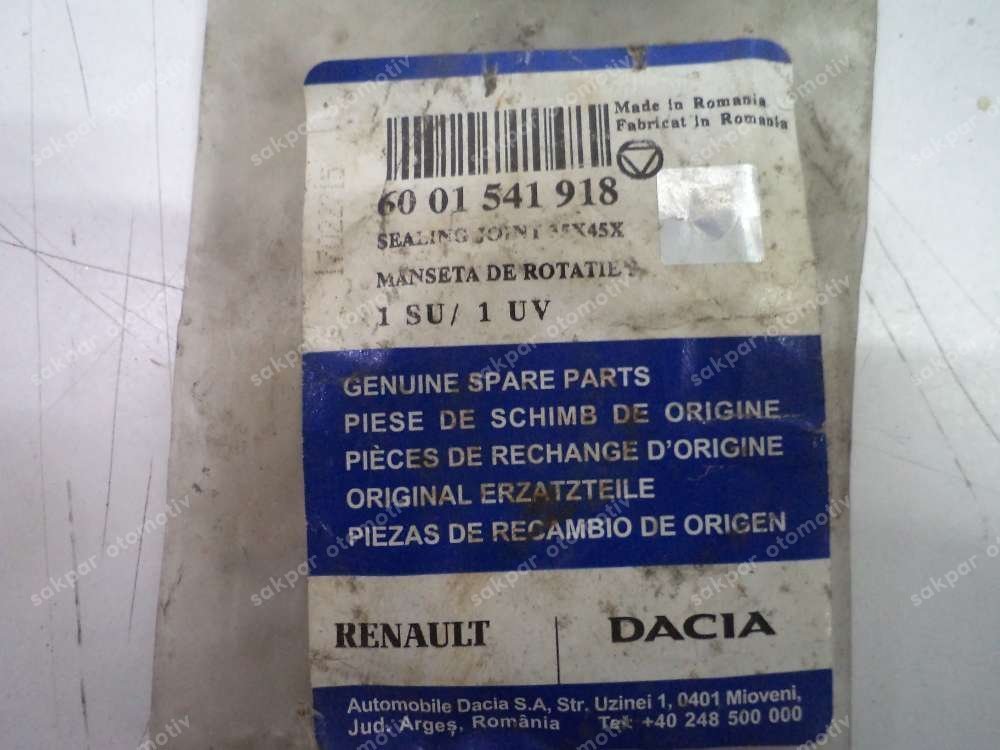 Made in Romania
Fabricat in Romania
60 01 541 918
SEALING JOINT 35X45X
MANSETA DE ROTATIE
1 SU/ 1 UV
GENUINE SPARE PARTS
PIESE DE SCHIMB DE ORIGINE
PIÈCES DE RECHANGE D'ORIGINE
ORIGINAL ERZATZTEILE
PIEZAS DE RECAMBIO DE ORIGEN
RENAULT
DACIA
Automobile Dacia S.A, Str. Uzinei 1, 0401 Mioveni,
Jud. Argeş, România Tel: +40 248 500 000
sakpar otomotiv